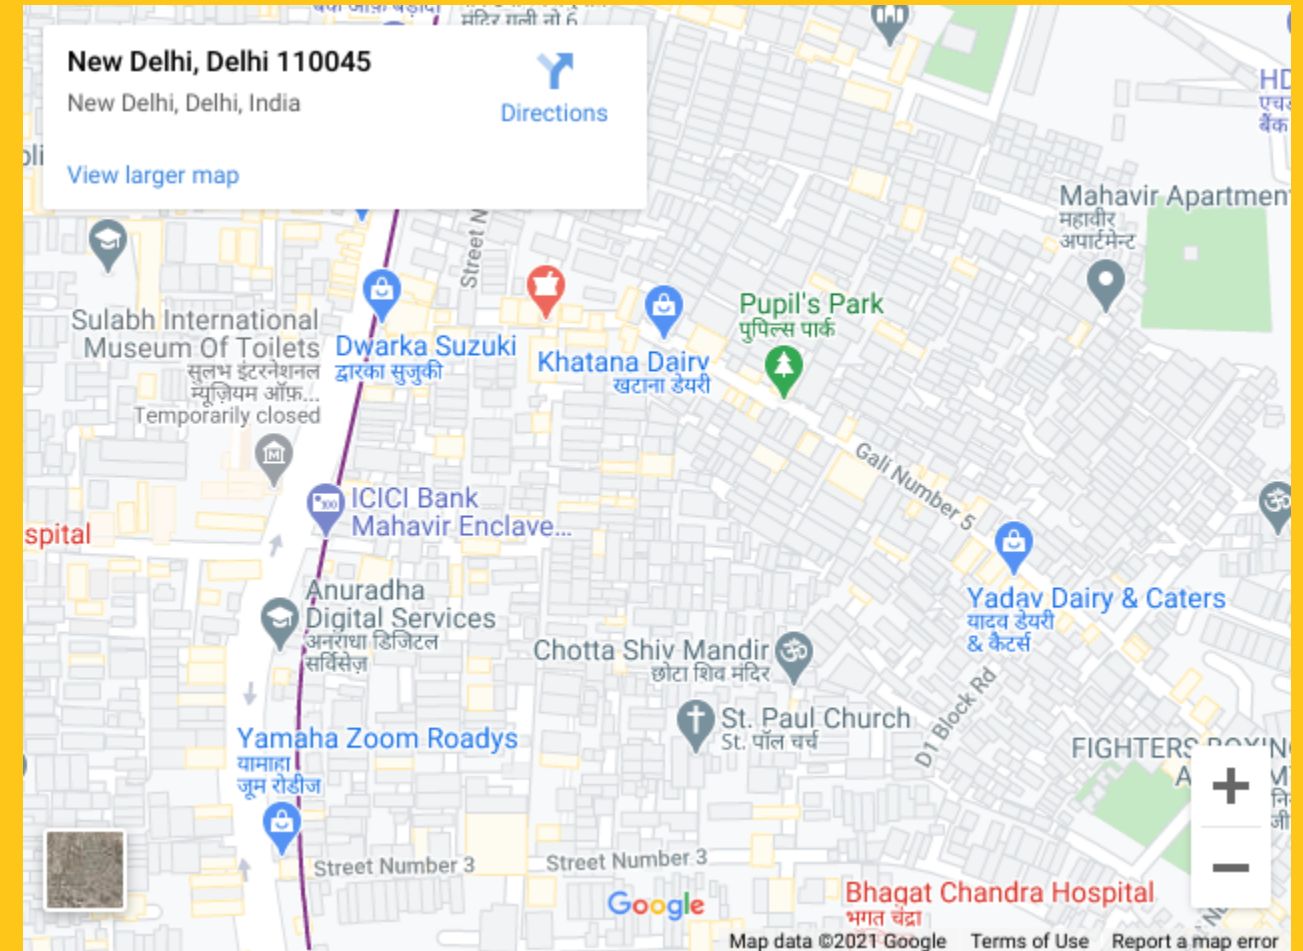 मंदिर गली नो 6
New Delhi, Delhi 110045
New Delhi, Delhi, India
Directions
View larger map
HD
बैंक
Mahavir Apartmen
महावीर
अपार्टमेन्ट
Street N
Sulabh International
Museum Of Toilets
सुलभ इंटरनेशनल
म्यूज़ियम ऑफ़...
Temporarily closed
Dwarka Suzuki
द्वारका सुजुकी
Khatana Dairy
खटाना डेयरी
Pupil's Park
पुपिल्स पार्क
Gali Number 5
ICICI Bank
Mahavir Enclave...
spital
Anuradha
Digital Services
अनुराधा डिजिटल
सर्विसेज़
Yadav Dairy & Caters
यादव डेयरी
& कैटर्स
Chotta Shiv Mandir
छोटा शिव मंदिर
St. Paul Church
St. पॉल चर्च
D1 Block Rd
Yamaha Zoom Roadys
यामाहा
जूम रोडीज
FIGHTERS
Street Number 3
Street Number 3
Google
Bhagat Chandra Hospital
भगत चंद्रा
Map data ©2021 Google
Terms of Use
Report a map error